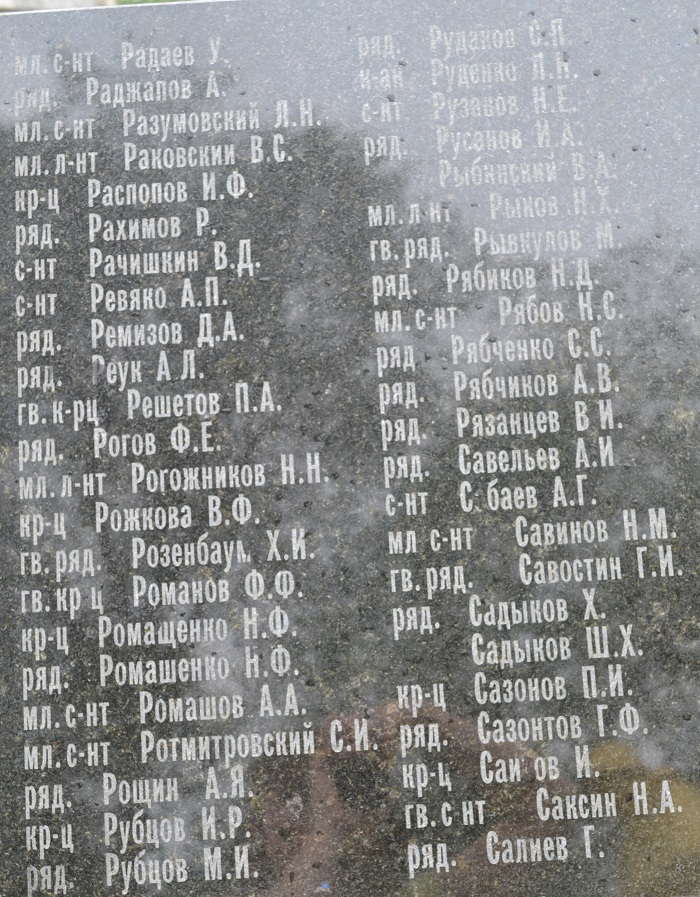 мл. с-нт Радаев У.
ряд. Раджапов А.
мл. с-нт Разумовский Л.Н.
мл. л-нт Раковский В.С.
кр-ц Распопов И.Ф.
ряд. Рахимов Р.
с-нт Рачишкин В.Д.
с-нт Ревяко А.П.
ряд. Ремизов Д.А.
ряд. Реук А.Л.
гв. к-рц Решетов П.А.
ряд. Рогов Ф.Е.
мл. л-нт Рогожников Н.Н.
кр-ц Рожкова В.Ф.
гв. ряд. Розенбаум Х.И.
гв. кр ц Романов Ф.Ф.
кр-ц Ромащенко Н.Ф.
ряд. Ромашенко Н.Ф.
мл. с-нт Ромашов А.А.
мл. с-нт Ротмитровский С.И.
ряд. Рощин А.Я.
кр-ц Рубцов И.Р.
ряд. Рубцов М.И.
ряд. Рудаков С.П.
к-ан Руденко П.Н.
с-нт Рузанов Н.Е.
ряд. Русанов И.А.
Рыбянский В.А.
мл. л-нт Рыков Н.Х.
гв. ряд. Рывкулов М.
ряд. Рябиков Н.Д.
мл. с-нт Рябов Н.С.
ряд Рябченко С.С.
ряд. Рябчиков А.В.
ряд. Рязанцев В И.
ряд. Савельев А.И
с-нт А.Г.
мл с-нт Савинов Н.М.
гв. ряд. Савостин Г.И.
ряд. Садыков Х.
Садыков Ш.Х.
кр-ц Сазонов П.И.
ряд. Сазонтов Г.Ф.
кр-ц И.
гв. с нт Саксин Н.А.
ряд. Салиев Г.